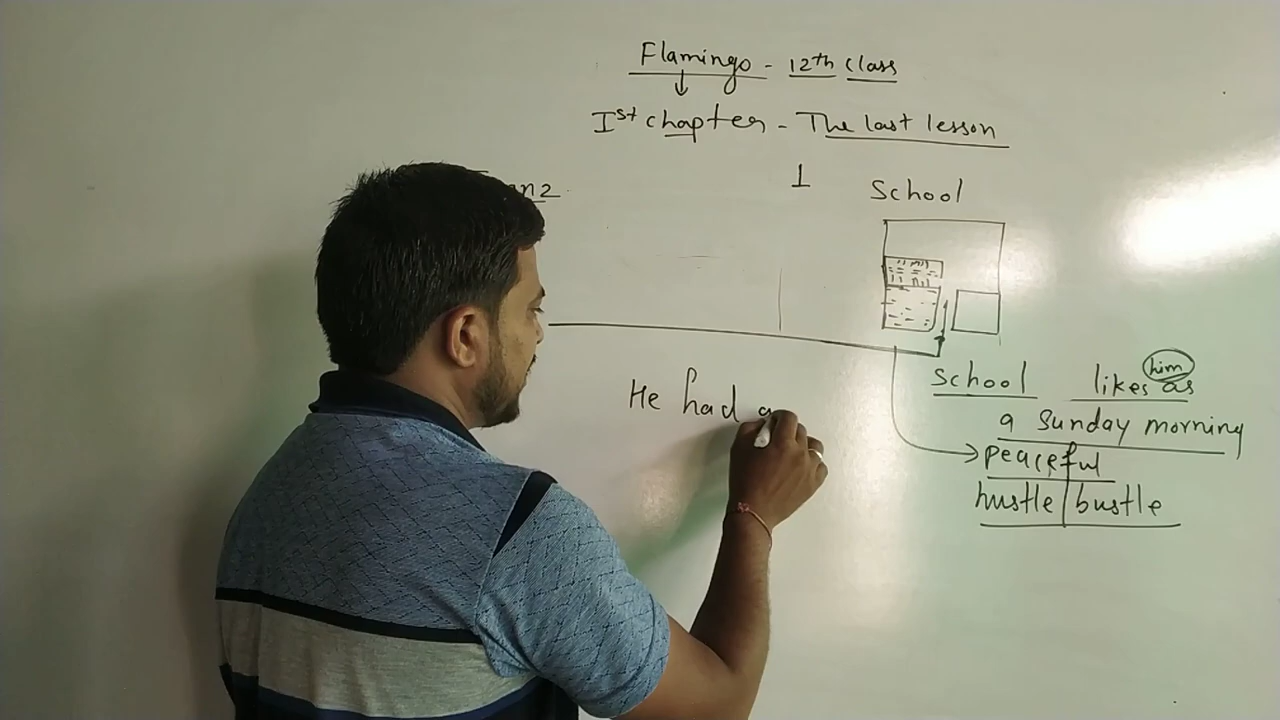 Flamingo - 12th class
Ist chapter - The last lesson
School
school likes him as
a Sunday morning
peaceful
hustle/bustle
He had a